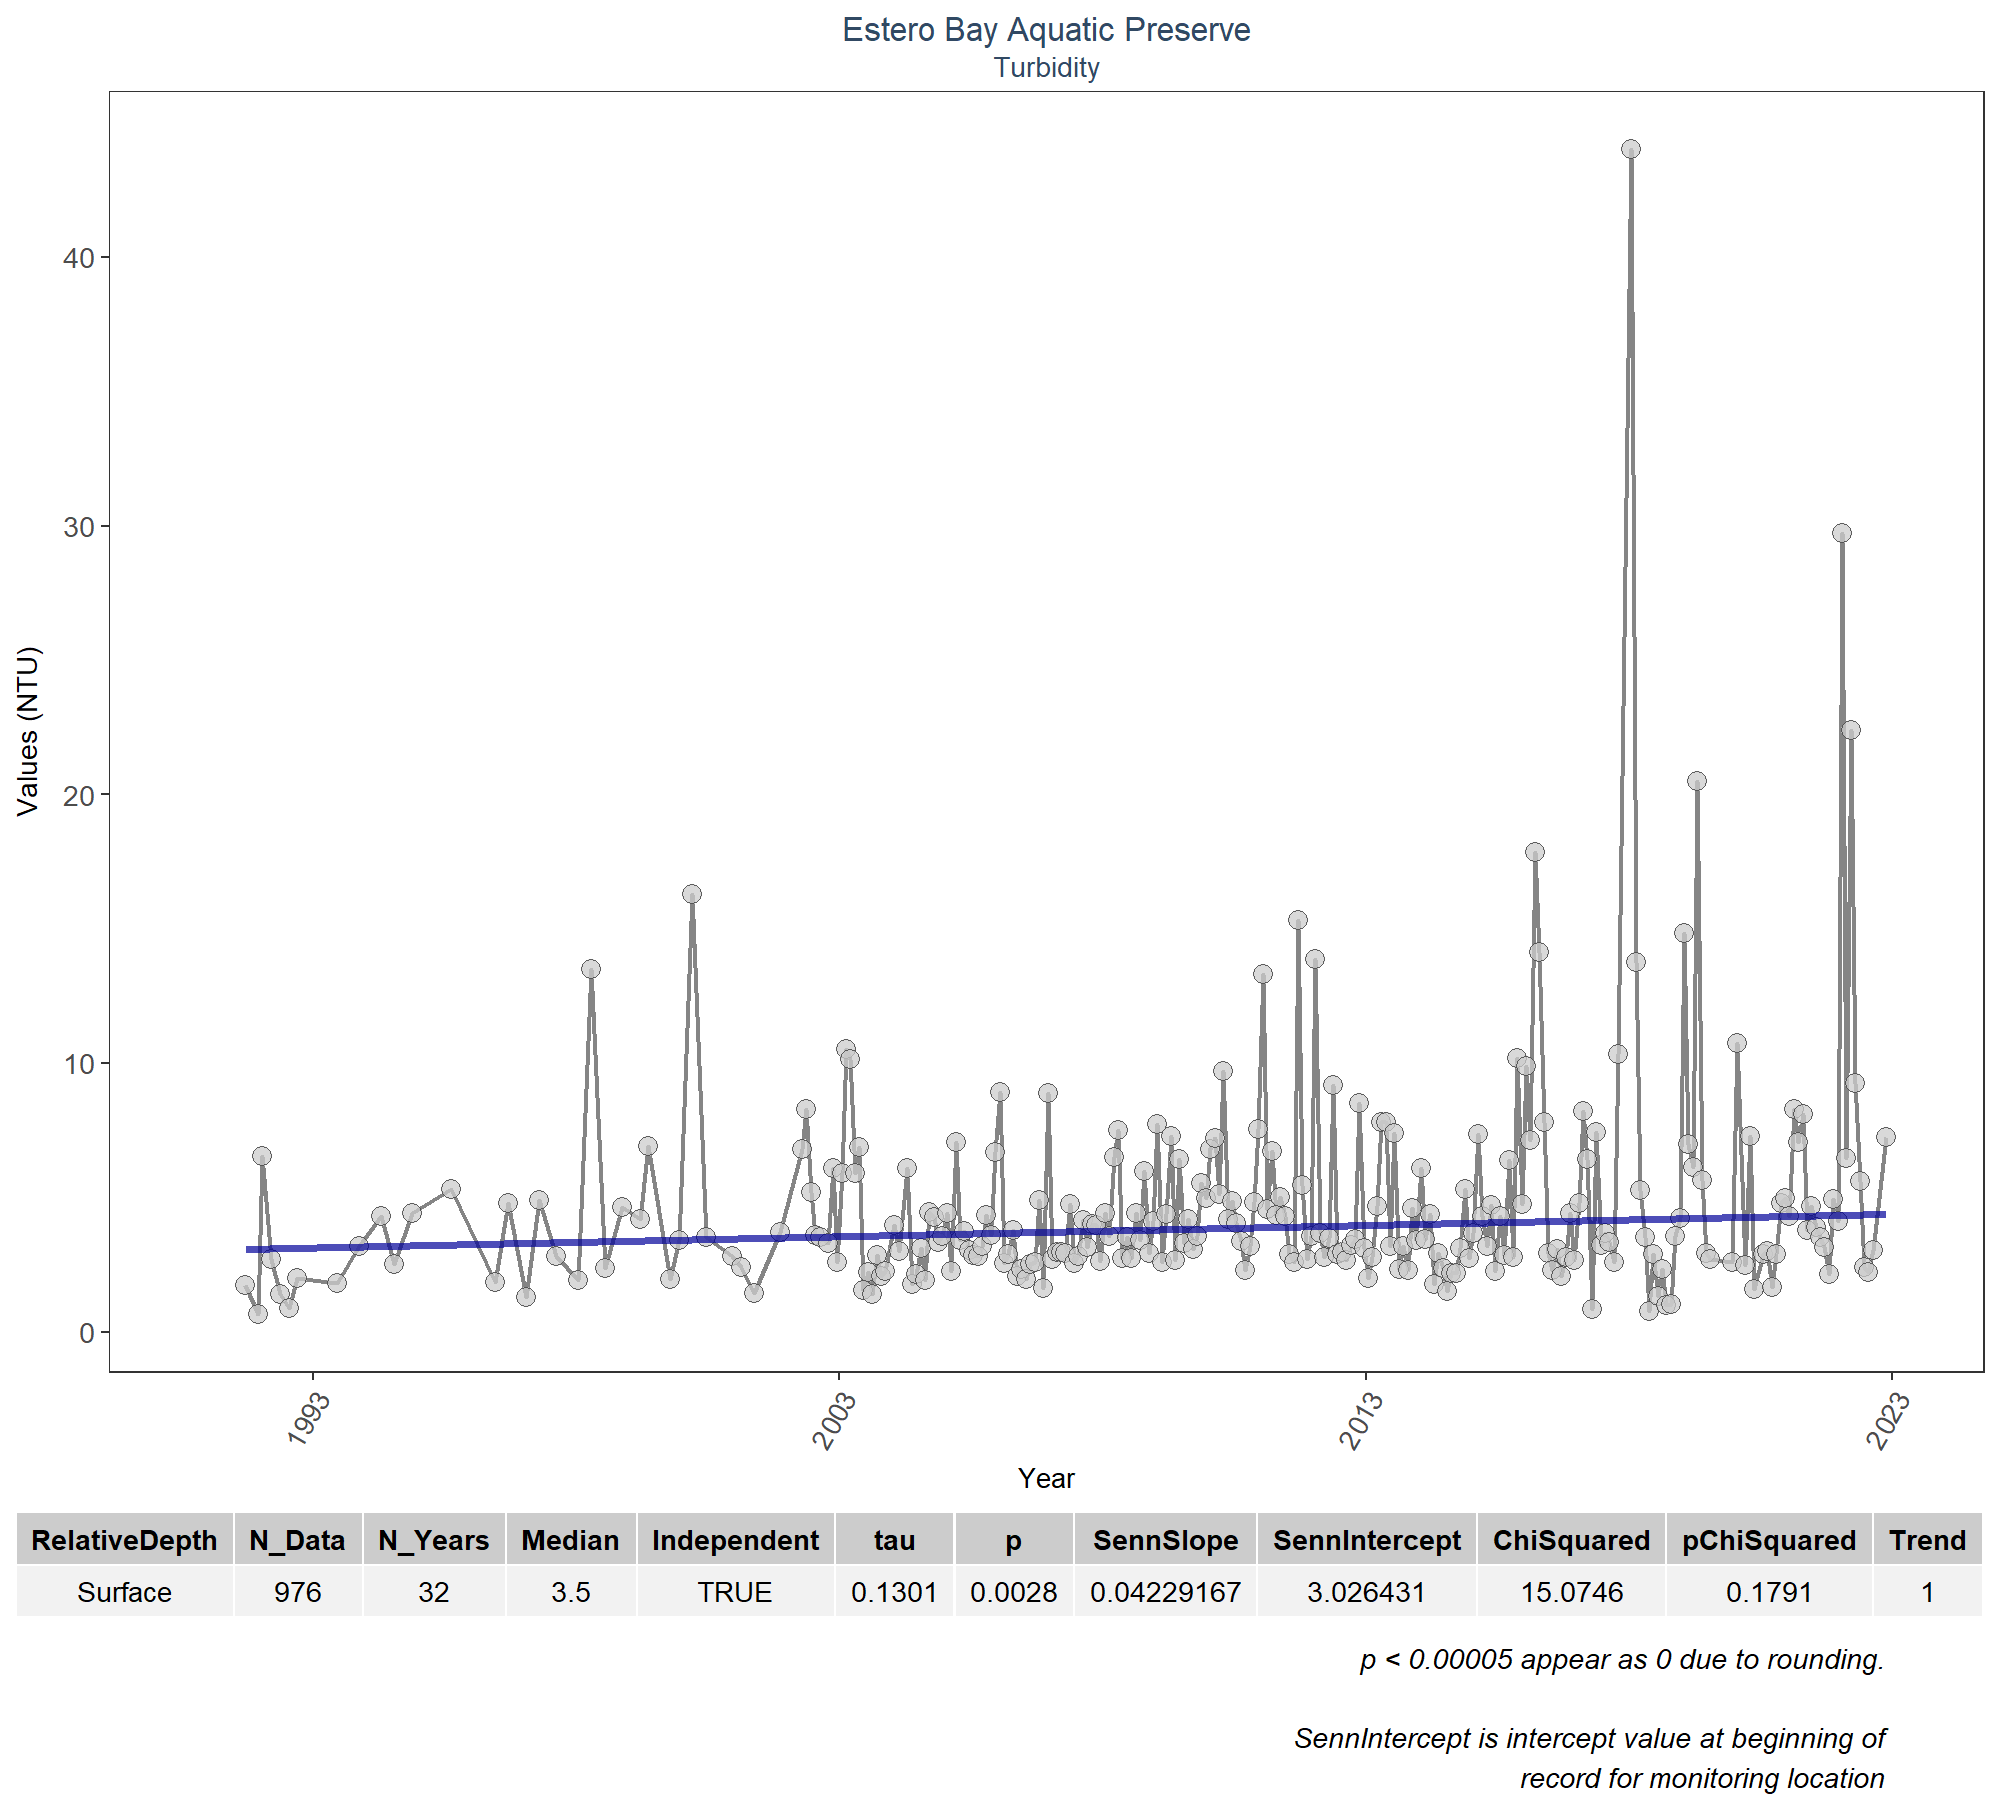 Estero Bay Aquatic Preserve
Turbidity
Values (NTU)
40
30
20
10
0
1993
2003
2013
2023
Year
RelativeDepth N_Data N_Years Median Independent tau p SennSlope SennIntercept ChiSquared pChiSquared Trend
Surface 976 32 3.5 TRUE 0.1301 0.0028 0.04229167 3.026431 15.0746 0.1791 1
p < 0.00005 appear as 0 due to rounding.
SennIntercept is intercept value at beginning of
record for monitoring location